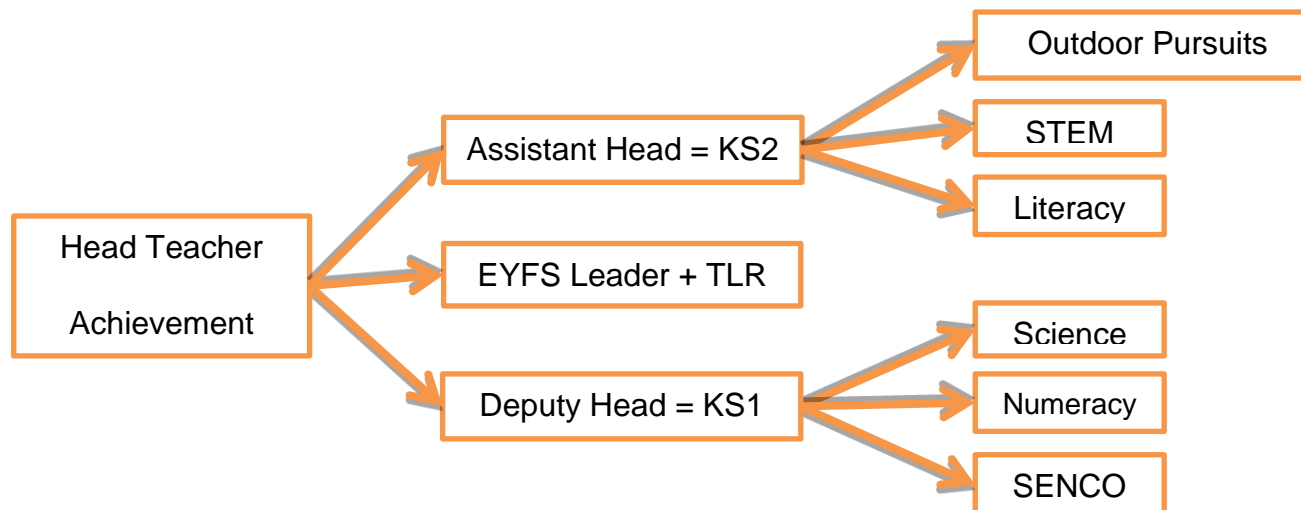 Head Teacher
Achievement
Assistant Head = KS2
EYFS Leader + TLR
Deputy Head = KS1
Outdoor Pursuits
STEM
Literacy
Science
Numeracy
SENCO